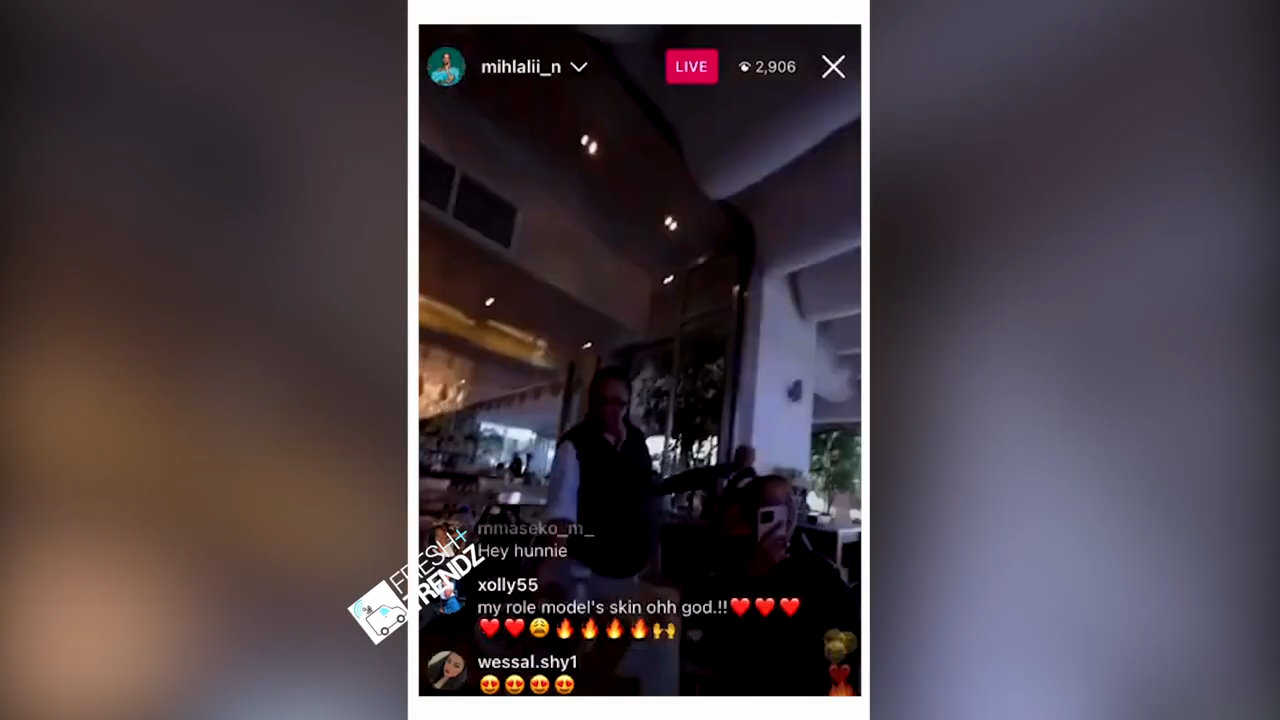 mihlalii_n
LIVE
2,906
mmaseko_m_
Hey hunnie
xolly55
my role model's skin ohh god.!!❤️❤️❤️
❤️❤️😩🔥🔥🔥🔥🙌
wessal.shy1
😍😍😍😍
FRESH+
TRENDZ